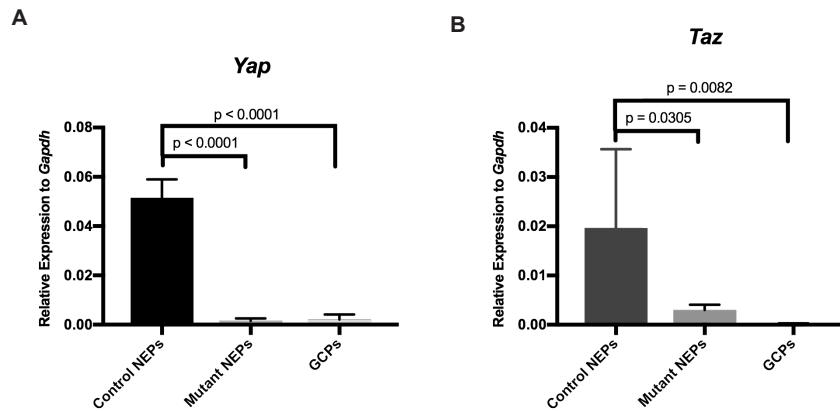 A
Yap
p < 0.0001
p < 0.0001
Relative Expression to Gapdh
0.08
0.06
0.04
0.02
0.00
Control NEPs
Mutant NEPs
GCPs
B
Taz
p = 0.0082
p = 0.0305
Relative Expression to Gapdh
0.04
0.03
0.02
0.01
0.00
Control NEPs
Mutant NEPs
GCPs